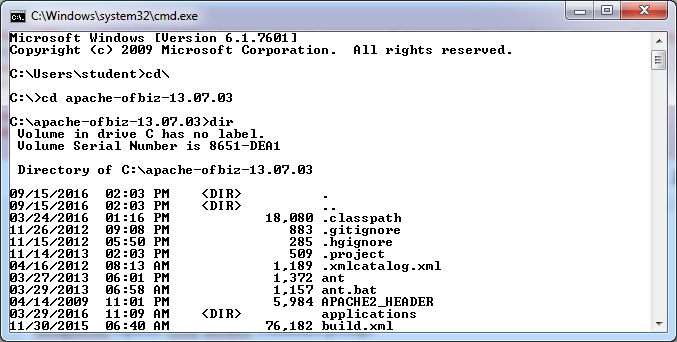 C:\Windows\system32\cmd.exe
Microsoft Windows [Version 6.1.7601]
Copyright (c) 2009 Microsoft Corporation.  All rights reserved.
C:\Users\student>cd\
C:\>cd apache-ofbiz-13.07.03
C:\apache-ofbiz-13.07.03>dir
Volume in drive C has no label.
Volume Serial Number is 8651-DEA1
Directory of C:\apache-ofbiz-13.07.03
09/15/2016  02:03 PM    <DIR>          .
09/15/2016  02:03 PM    <DIR>          ..
03/24/2016  01:16 PM            18,080 .classpath
11/26/2012  09:08 PM               883 .gitignore
11/15/2012  05:50 PM               285 .hgignore
11/14/2013  02:03 PM               509 .project
04/16/2012  08:13 AM             1,189 .xmlcatalog.xml
03/27/2013  06:01 PM             1,372 ant
03/29/2013  06:58 AM             1,157 ant.bat
04/14/2009  11:01 PM             5,984 APACHE2_HEADER
03/29/2016  11:09 AM    <DIR>          applications
11/30/2015  06:40 AM            76,182 build.xml